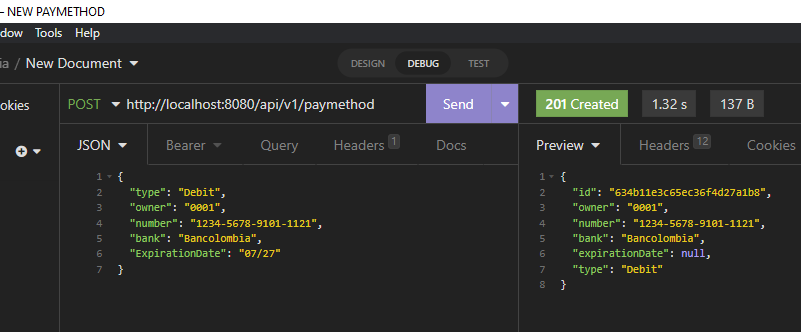 – NEW PAYMETHOD
dow Tools Help
ia / New Document
DESIGN DEBUG TEST
okies
POST http://localhost:8080/api/v1/paymethod Send
201 Created 1.32 s 137 B
JSON Bearer Query Headers 1 Docs
Preview Headers 12 Cookies
1 {
2 "type": "Debit",
3 "owner": "0001",
4 "number": "1234-5678-9101-1121",
5 "bank": "Bancolombia",
6 "ExpirationDate": "07/27"
7 }
1 {
2 "id": "634b11e3c65ec36f4d27a1b8",
3 "owner": "0001",
4 "number": "1234-5678-9101-1121",
5 "bank": "Bancolombia",
6 "expirationDate": null,
7 "type": "Debit"
8 }